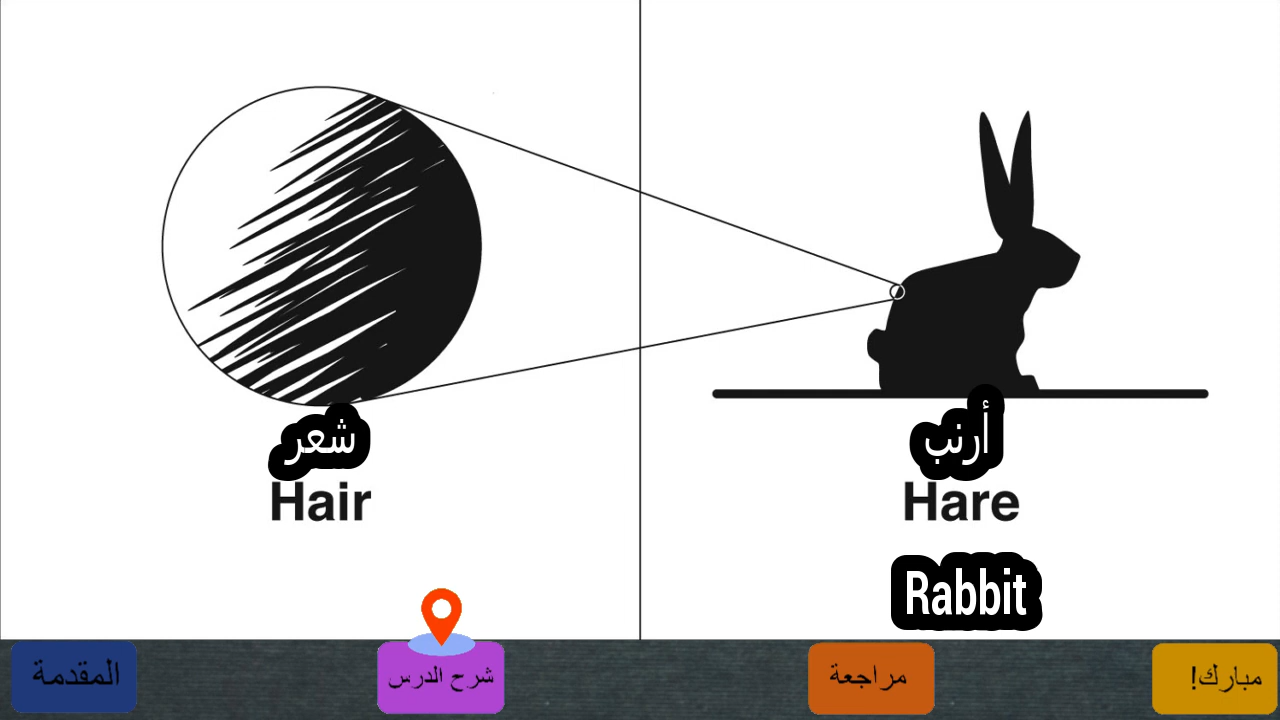 شعر
Hair
أرنب
Hare
Rabbit
المقدمة
شرح الدرس
مراجعة
مبارك!